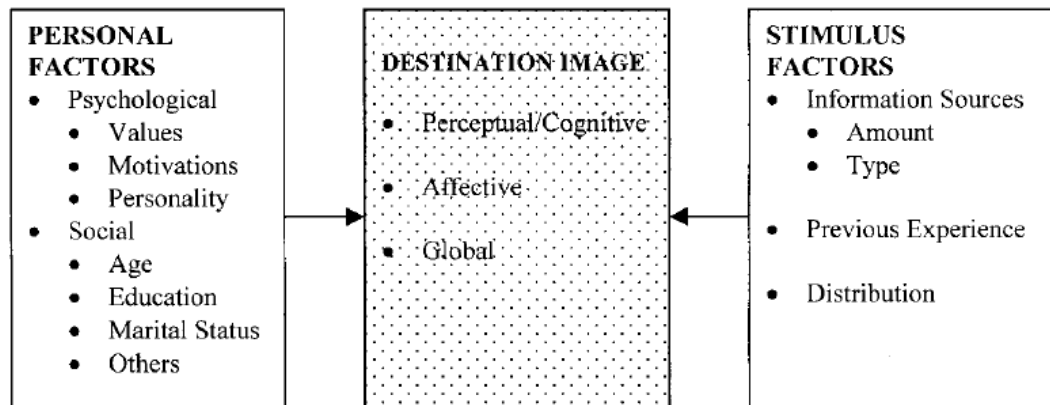 PERSONAL
FACTORS
• Psychological
• Values
• Motivations
• Personality
• Social
• Age
• Education
• Marital Status
• Others
DESTINATION IMAGE
• Perceptual/Cognitive
• Affective
• Global
STIMULUS
FACTORS
• Information Sources
• Amount
• Type
• Previous Experience
• Distribution